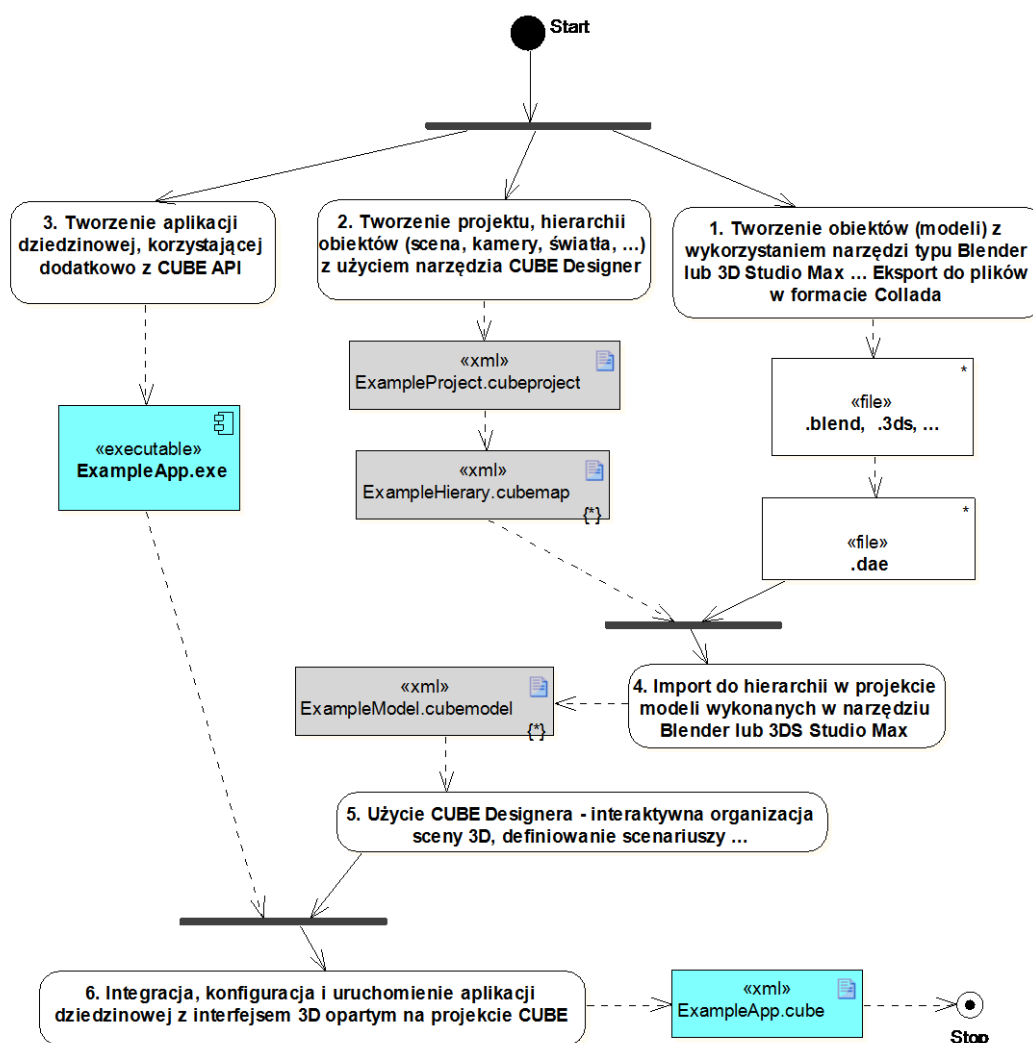 Start
3. Tworzenie aplikacji
dziedzinowej, korzystającej
dodatkowo z CUBE API
2. Tworzenie projektu, hierarchii
obiektów (scena, kamery, światła, ...)
z użyciem narzędzia CUBE Designer
1. Tworzenie obiektów (modeli) z
wykorzystaniem narzędzi typu Blender
lub 3D Studio Max ... Eksport do plików
w formacie Collada
«xml»
ExampleProject.cubeproject
*
«file»
.blend, .3ds, ...
«executable»
ExampleApp.exe
«xml»
ExampleHierary.cubemap
{*}
*
«file»
.dae
«xml»
ExampleModel.cubemodel
{*}
4. Import do hierarchii w projekcie
modeli wykonanych w narzędziu
Blender lub 3DS Studio Max
5. Użycie CUBE Designera - interaktywna organizacja
sceny 3D, definiowanie scenariuszy ...
6. Integracja, konfiguracja i uruchomienie aplikacji
dziedzinowej z interfejsem 3D opartym na projekcie CUBE
«xml»
ExampleApp.cube
Stop